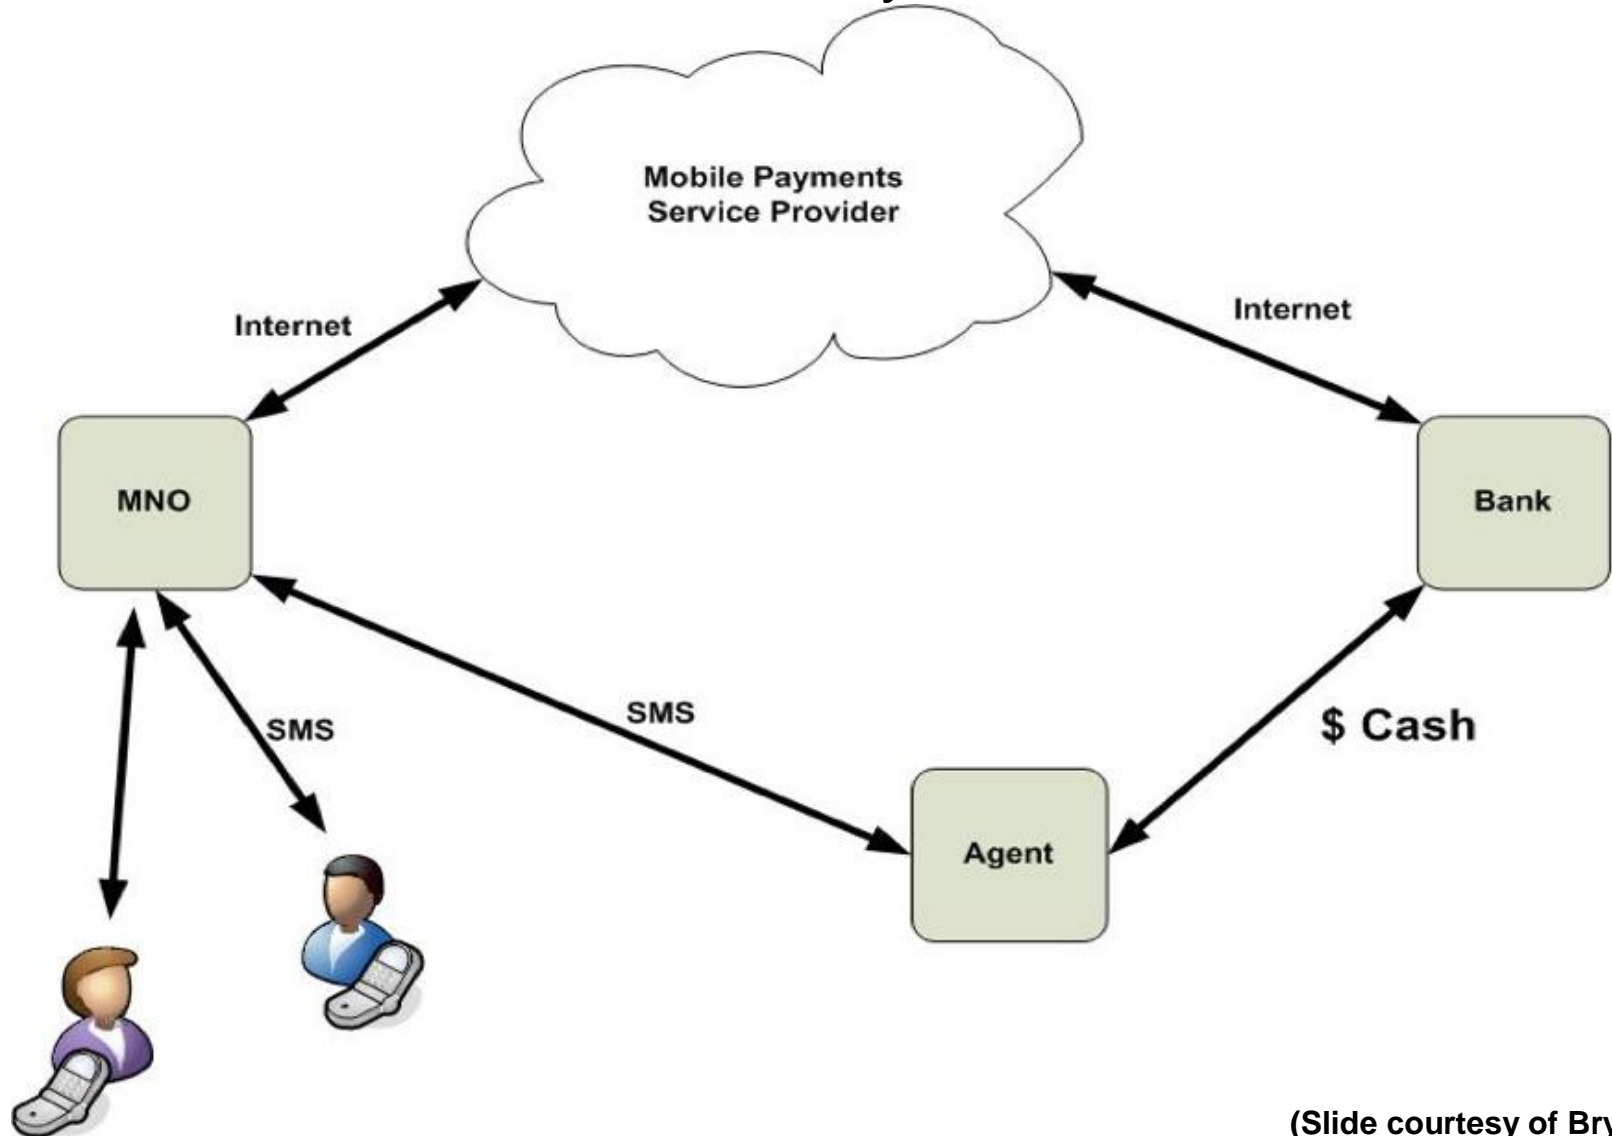 Mobile Payments
Service Provider
Internet
Internet
MNO
Bank
SMS
SMS
$ Cash
Agent
(Slide courtesy of Bry